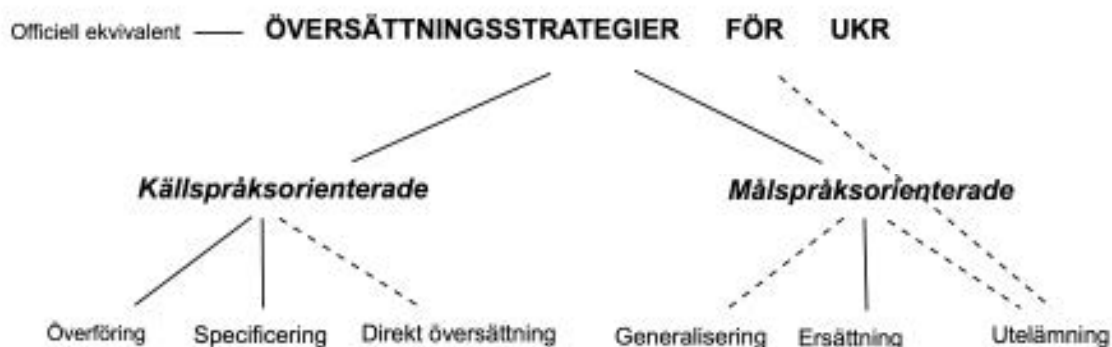 Officiell ekvivalent ÖVERSÄTTNINGSSTRATEGIER FÖR UKR
Källspråksorienterade Målspråksorienterade
Överföring Specificering Direkt översättning Generalisering Ersättning Utelämning